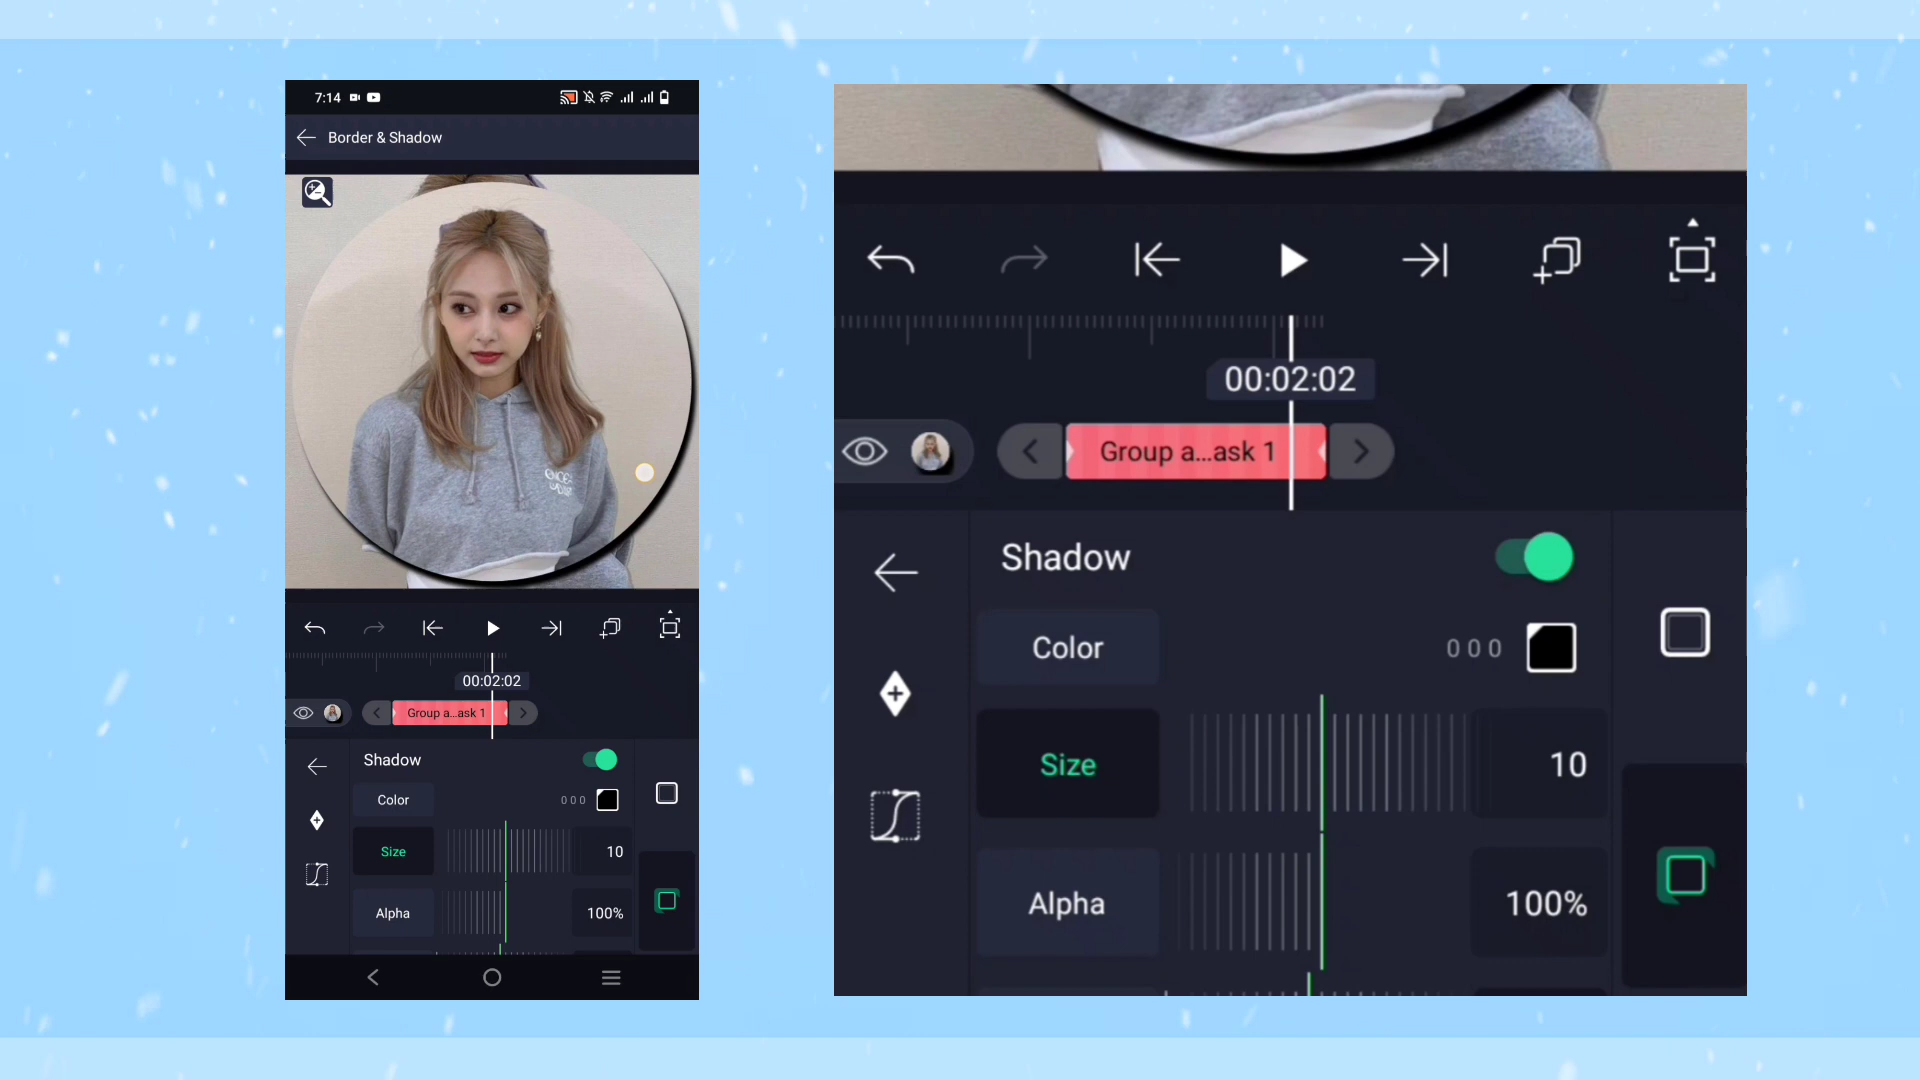 7:14
Border & Shadow
00:02:02
Group a...ask 1
Shadow
Color
0 0 0
Size
10
Alpha
100%
00:02:02
Group a...ask 1
Shadow
Color
0 0 0
Size
10
Alpha
100%